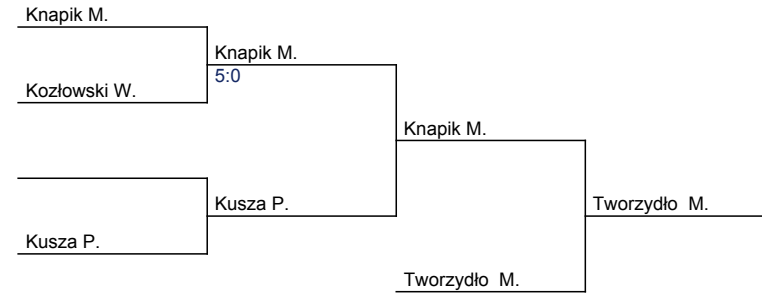 Knapik M.
Knapik M.
5:0
Kozłowski W.
Knapik M.
Kusza P.
Tworzydło  M.
Kusza P.
Tworzydło  M.